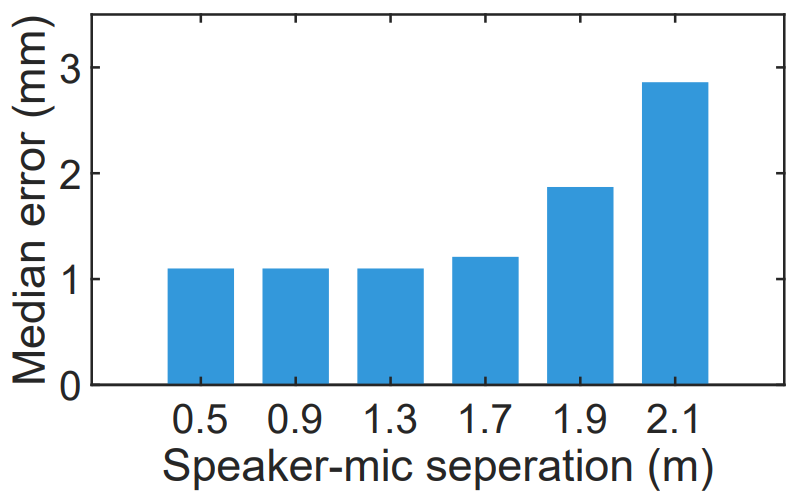 Median error (mm)
3
2
1
0
0.5 0.9 1.3 1.7 1.9 2.1
Speaker-mic seperation (m)